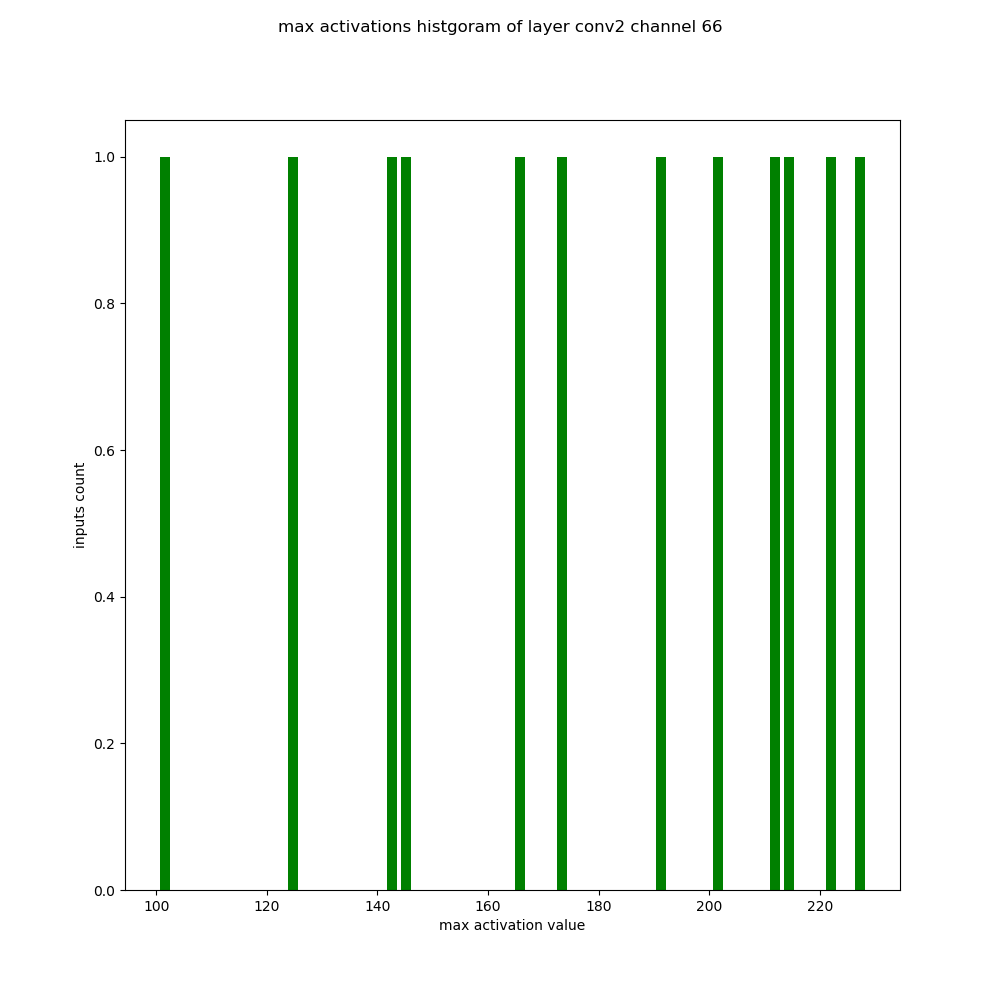 max activations histgoram of layer conv2 channel 66
1.0
0.8
0.6
0.4
0.2
0.0
inputs count
100 120 140 160 180 200 220
max activation value